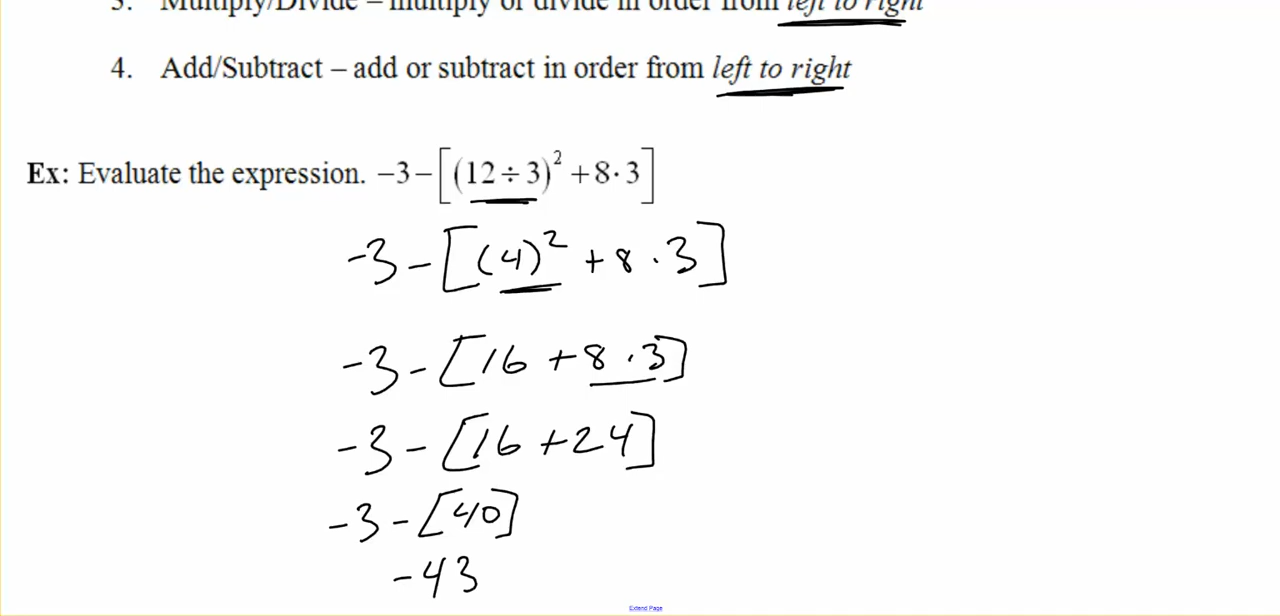 3. Multiply/Divide – multiply or divide in order from left to right
4. Add/Subtract – add or subtract in order from left to right
Ex: Evaluate the expression. −3−[(12÷3)²+8·3]
-3-[(4)²+8·3]
-3-[16+8·3]
-3-[16+24]
-3-[40]
-43
Extend Page